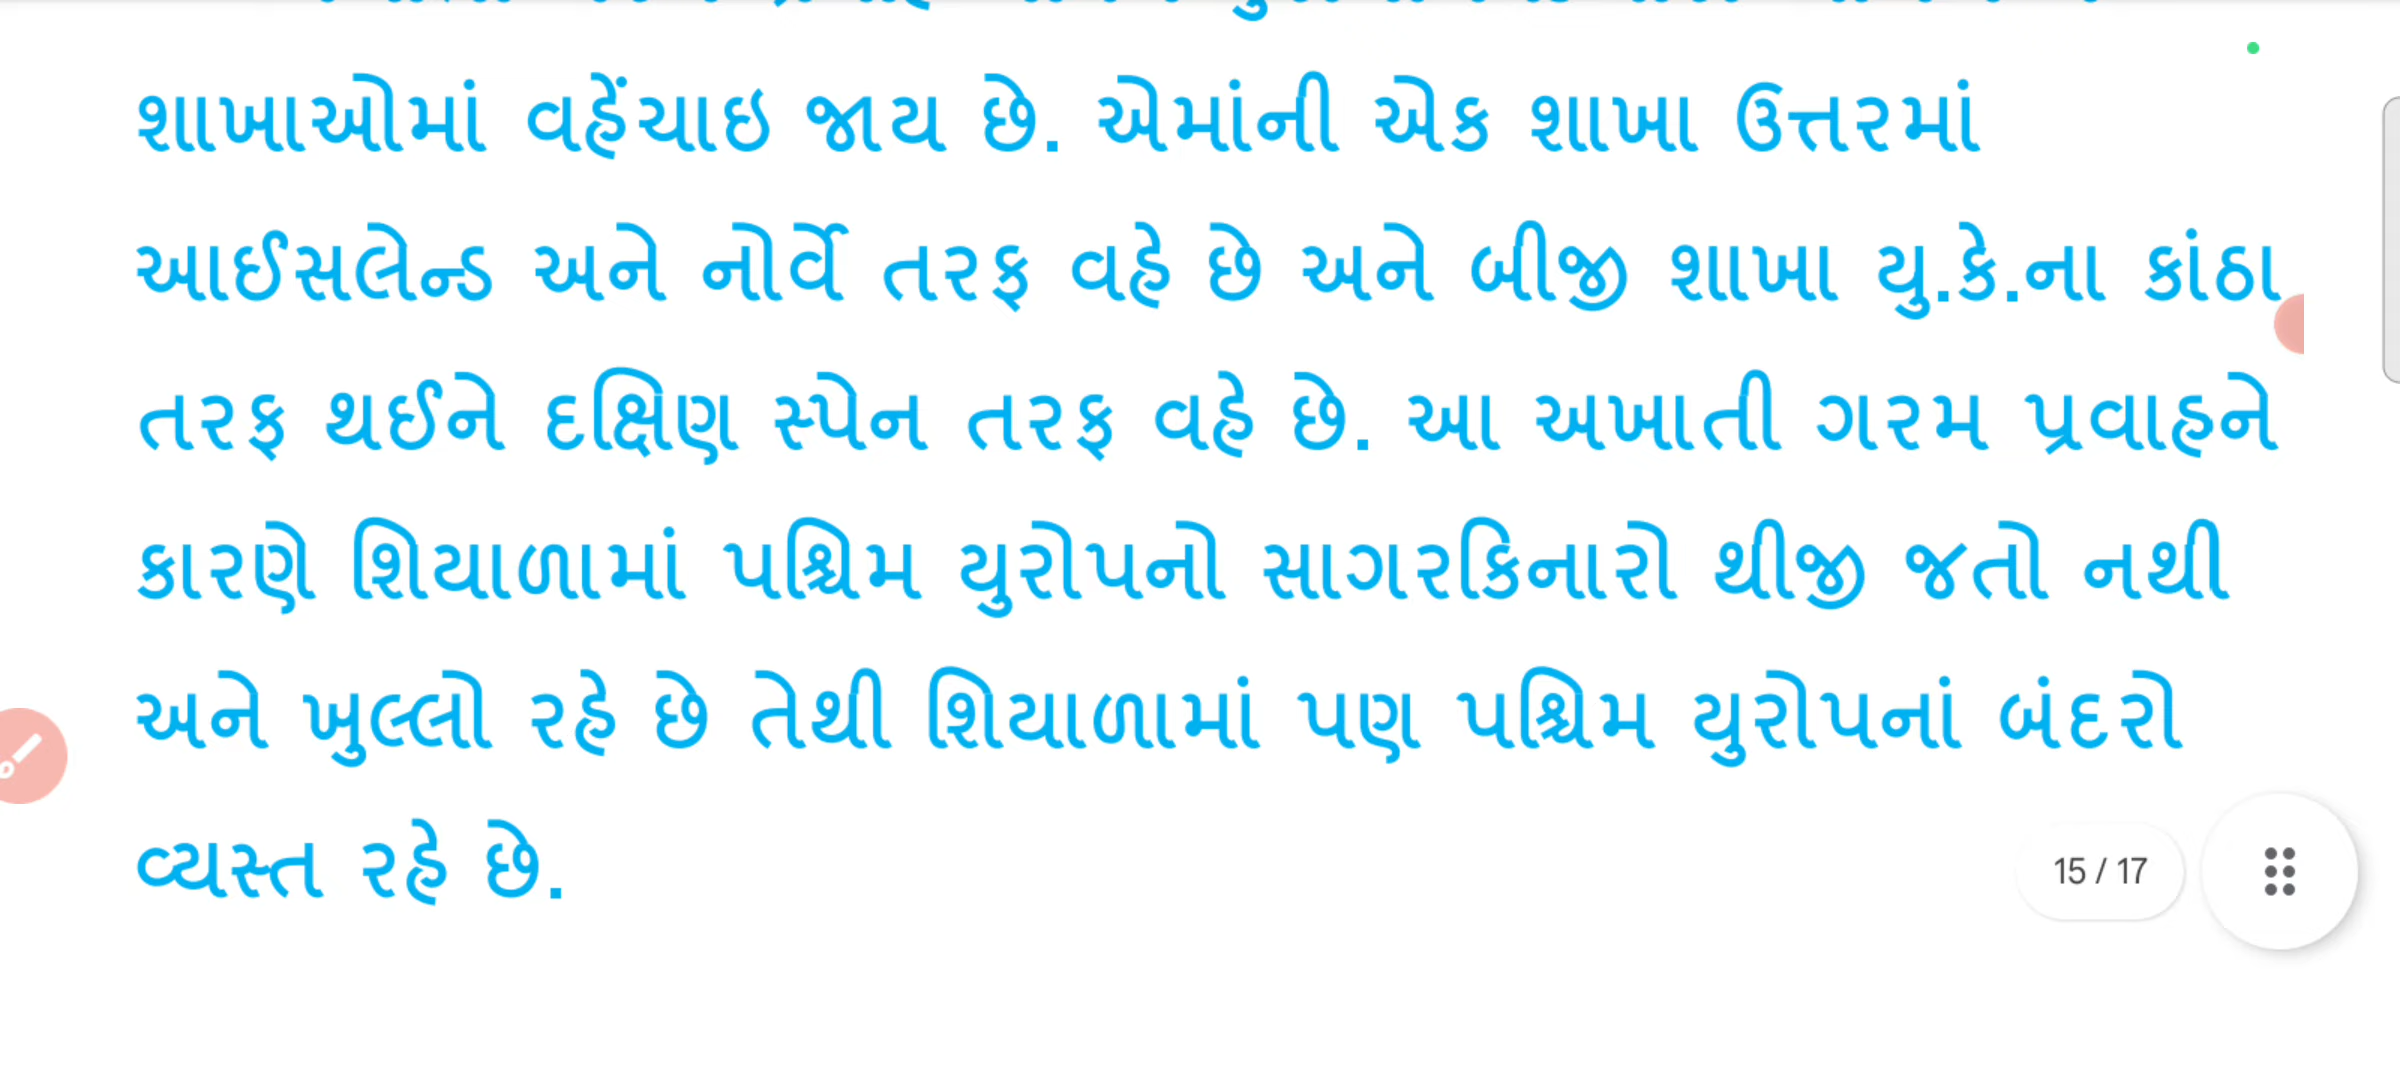 શાખાઓમાં વહેંચાઇ જાય છે. એમાંની એક શાખા ઉત્તરમાં
આઈસલેન્ડ અને નોર્વે તરફ વહે છે અને બીજી શાખા યુ.કે.ના કાંઠા
તરફ થઈને દક્ષિણ સ્પેન તરફ વહે છે. આ અખાતી ગરમ પ્રવાહને
કારણે શિયાળામાં પશ્ચિમ યુરોપનો સાગરકિનારો થીજી જતો નથી
અને ખુલ્લો રહે છે તેથી શિયાળામાં પણ પશ્ચિમ યુરોપનાં બંદરો
વ્યસ્ત રહે છે.
15 / 17